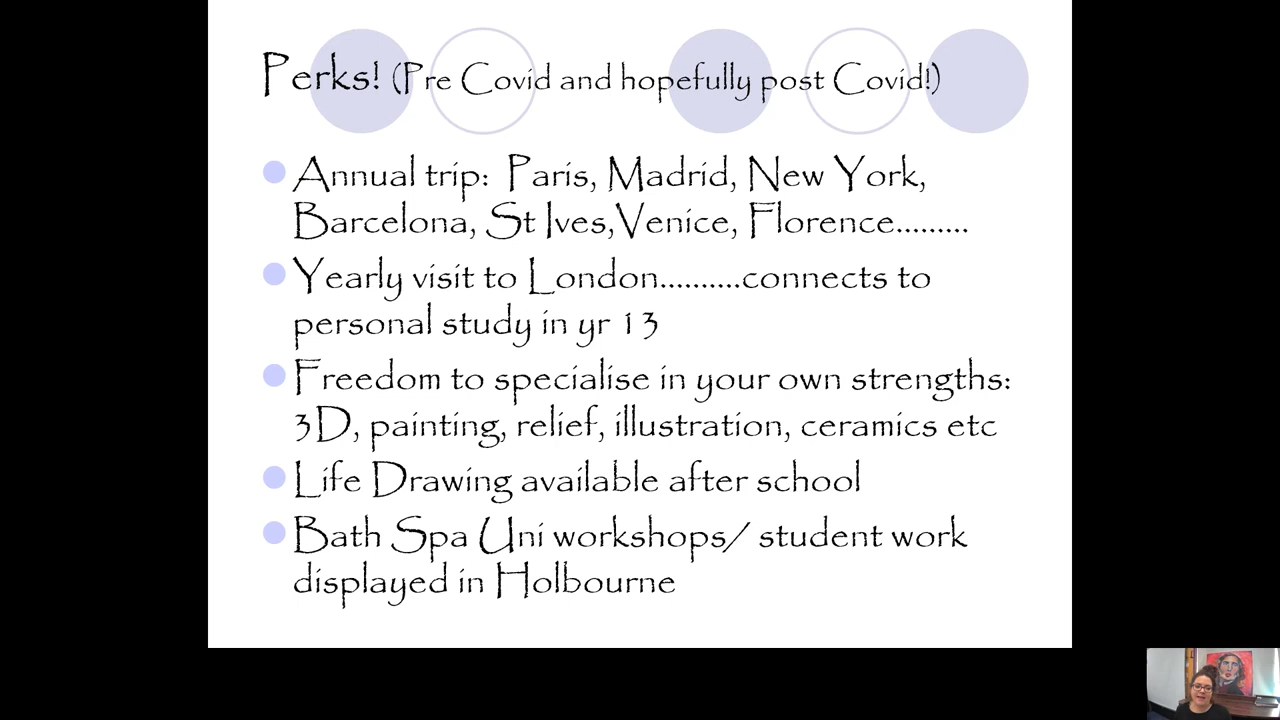 Perks! (Pre Covid and hopefully post Covid!)
Annual trip: Paris, Madrid, New York,
Barcelona, St Ives,Venice, Florence.........
Yearly visit to London..........connects to
personal study in yr 13
Freedom to specialise in your own strengths:
3D, painting, relief, illustration, ceramics etc
Life Drawing available after school
Bath Spa Uni workshops/ student work
displayed in Holbourne